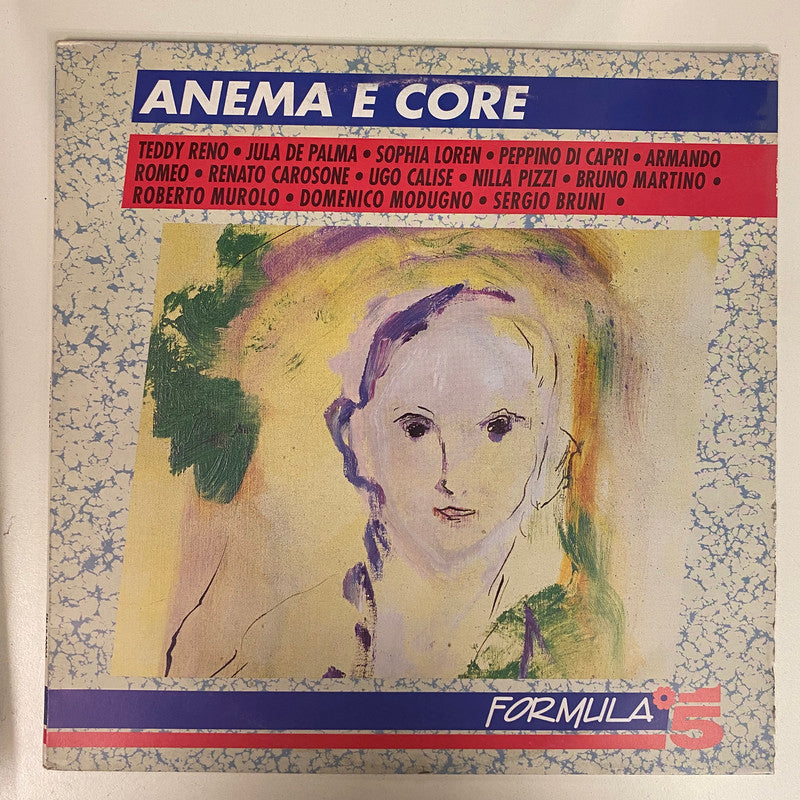 ANEMA E CORE
TEDDY RENO • JULA DE PALMA • SOPHIA LOREN • PEPPINO DI CAPRI • ARMANDO
ROMEO • RENATO CAROSONE • UGO CALISE • NILLA PIZZI • BRUNO MARTINO •
ROBERTO MUROLO • DOMENICO MODUGNO • SERGIO BRUNI •
FORMULA 5